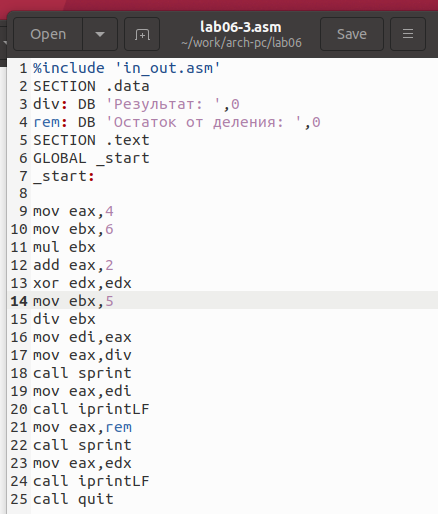 Open
lab06-3.asm
~/work/arch-pc/lab06
Save
1 %include 'in_out.asm'
2 SECTION .data
3 div: DB 'Результат: ',0
4 rem: DB 'Остаток от деления: ',0
5 SECTION .text
6 GLOBAL _start
7 _start:
8
9 mov eax,4
10 mov ebx,6
11 mul ebx
12 add eax,2
13 xor edx,edx
14 mov ebx,5
15 div ebx
16 mov edi,eax
17 mov eax,div
18 call sprint
19 mov eax,edi
20 call iprintLF
21 mov eax,rem
22 call sprint
23 mov eax,edx
24 call iprintLF
25 call quit